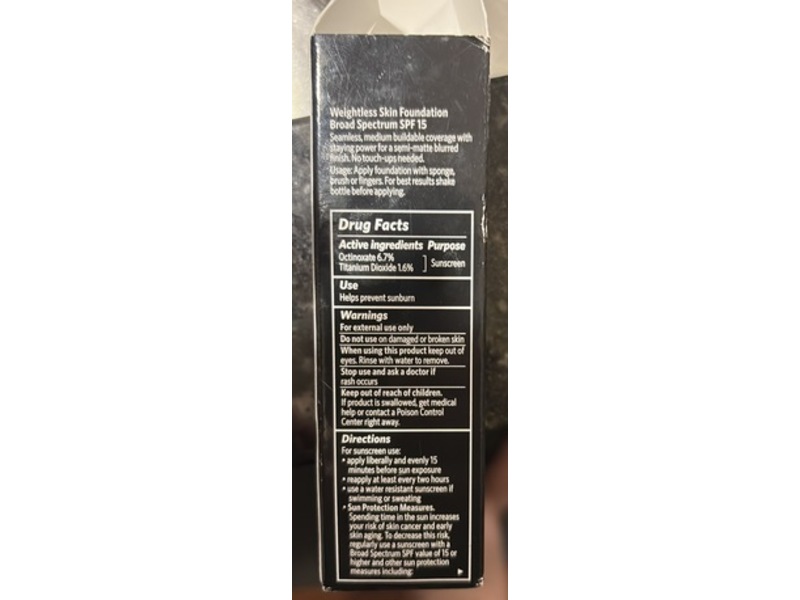 Weightless Skin Foundation
Broad Spectrum SPF 15
Seamless, medium buildable coverage with
staying power for a semi-matte blurred
finish. No touch-ups needed.
Usage: Apply foundation with sponge,
brush or fingers. For best results shake
bottle before applying.
Drug Facts
Active ingredients Purpose
Octinoxate 6.7%
Titanium Dioxide 1.6% Sunscreen
Use
Helps prevent sunburn
Warnings
For external use only
Do not use on damaged or broken skin
When using this product keep out of
eyes. Rinse with water to remove.
Stop use and ask a doctor if
rash occurs
Keep out of reach of children.
If product is swallowed, get medical
help or contact a Poison Control
Center right away.
Directions
For sunscreen use:
• apply liberally and evenly 15
minutes before sun exposure
• reapply at least every two hours
• use a water resistant sunscreen if
swimming or sweating
• Sun Protection Measures.
Spending time in the sun increases
your risk of skin cancer and early
skin aging. To decrease this risk,
regularly use a sunscreen with a
Broad Spectrum SPF value of 15 or
higher and other sun protection
measures including: